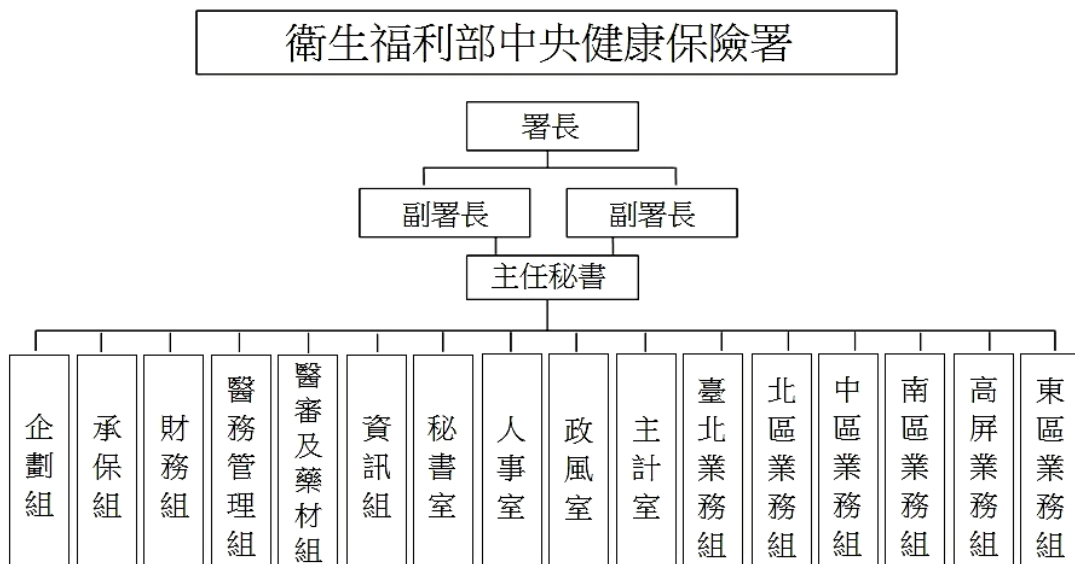 衛生福利部中央健康保險署
署長
副署長
副署長
主任秘書
企劃組
承保組
財務組
醫務管理組
醫審及藥材組
資訊組
秘書室
人事室
政風室
主計室
臺北業務組
北區業務組
中區業務組
南區業務組
高屏業務組
東區業務組